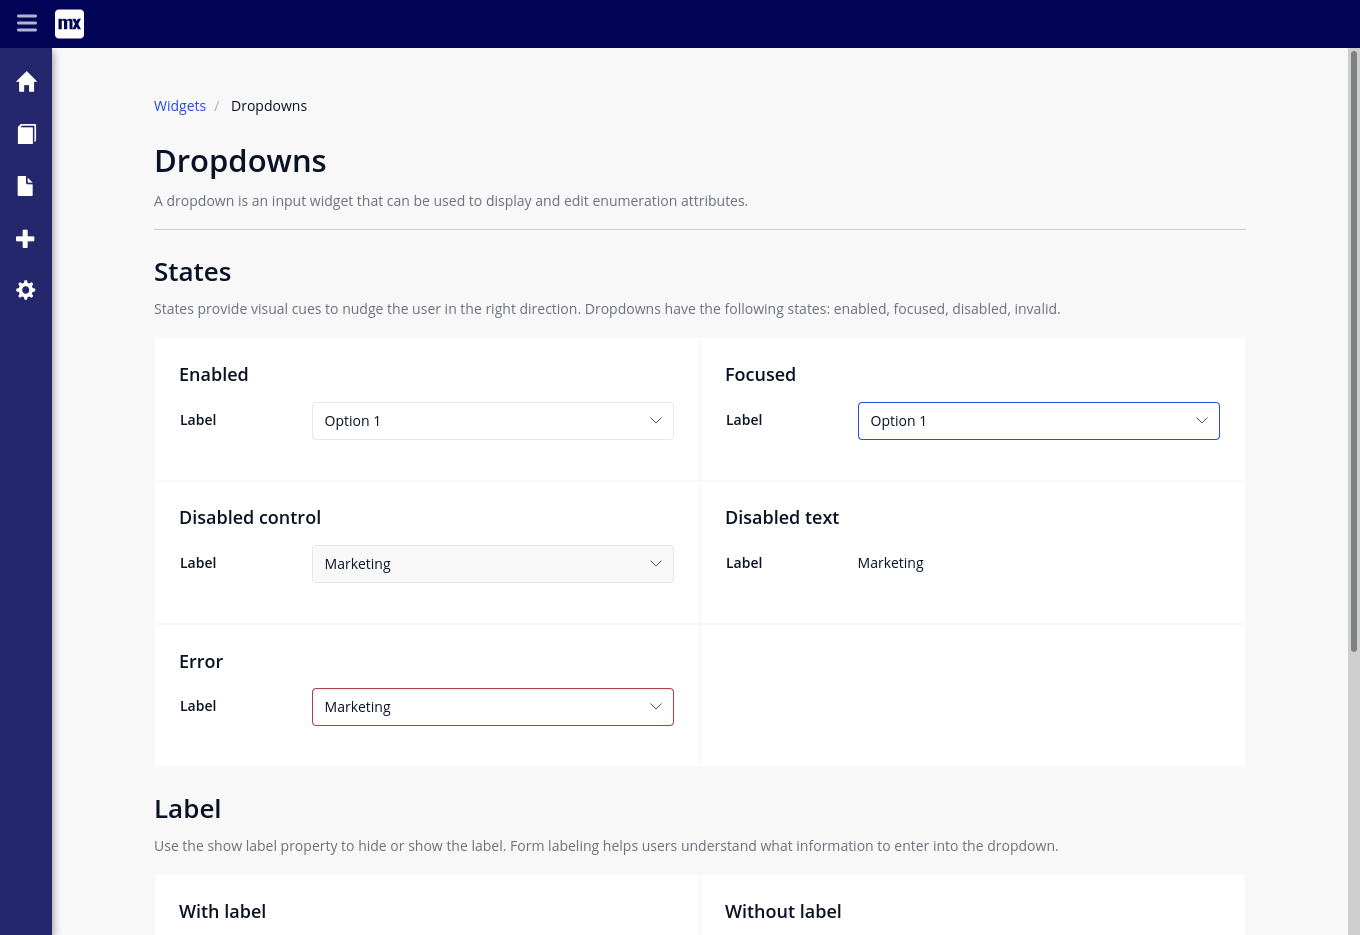 mx
Widgets / Dropdowns
Dropdowns
A dropdown is an input widget that can be used to display and edit enumeration attributes.
States
States provide visual cues to nudge the user in the right direction. Dropdowns have the following states: enabled, focused, disabled, invalid.
Enabled
Label
Option 1
Focused
Label
Option 1
Disabled control
Label
Marketing
Disabled text
Label
Marketing
Error
Label
Marketing
Label
Use the show label property to hide or show the label. Form labeling helps users understand what information to enter into the dropdown.
With label
Without label